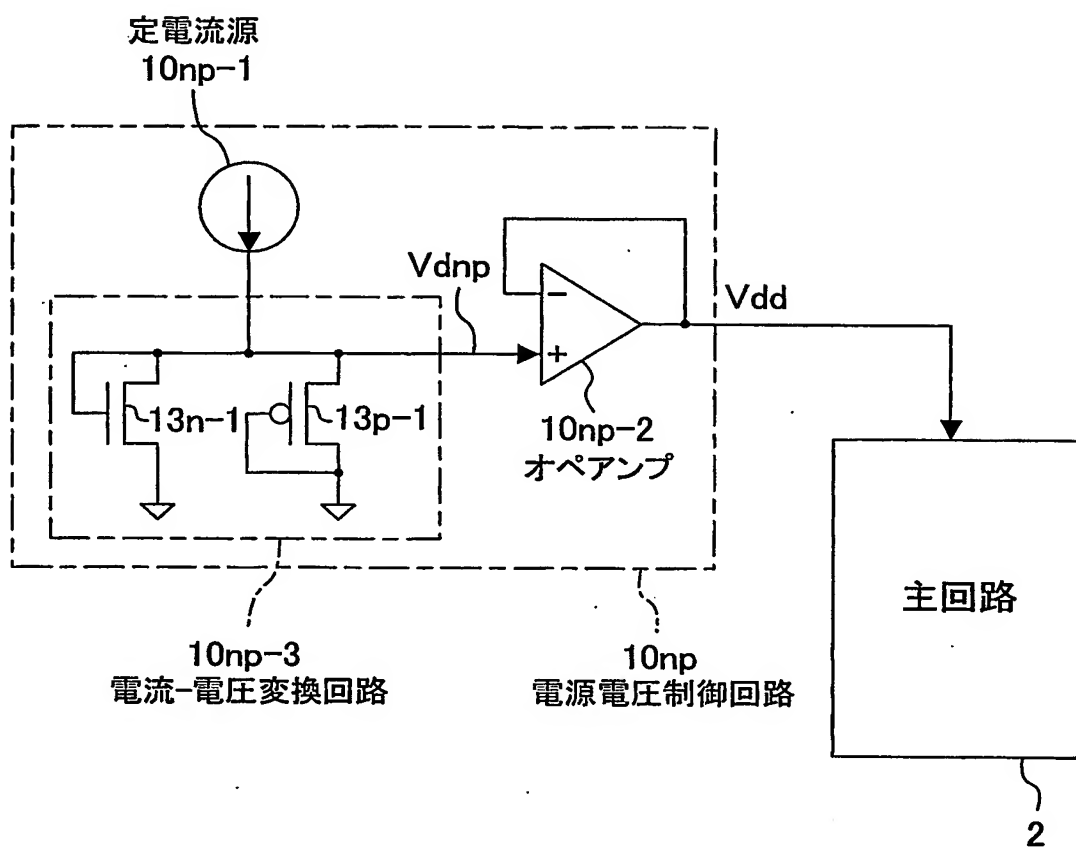 定電流源
10np-1
Vdnp
Vdd
−
+
13n-1
13p-1
10np-2
オペアンプ
主回路
10np-3
電流-電圧変換回路
10np
電源電圧制御回路
2